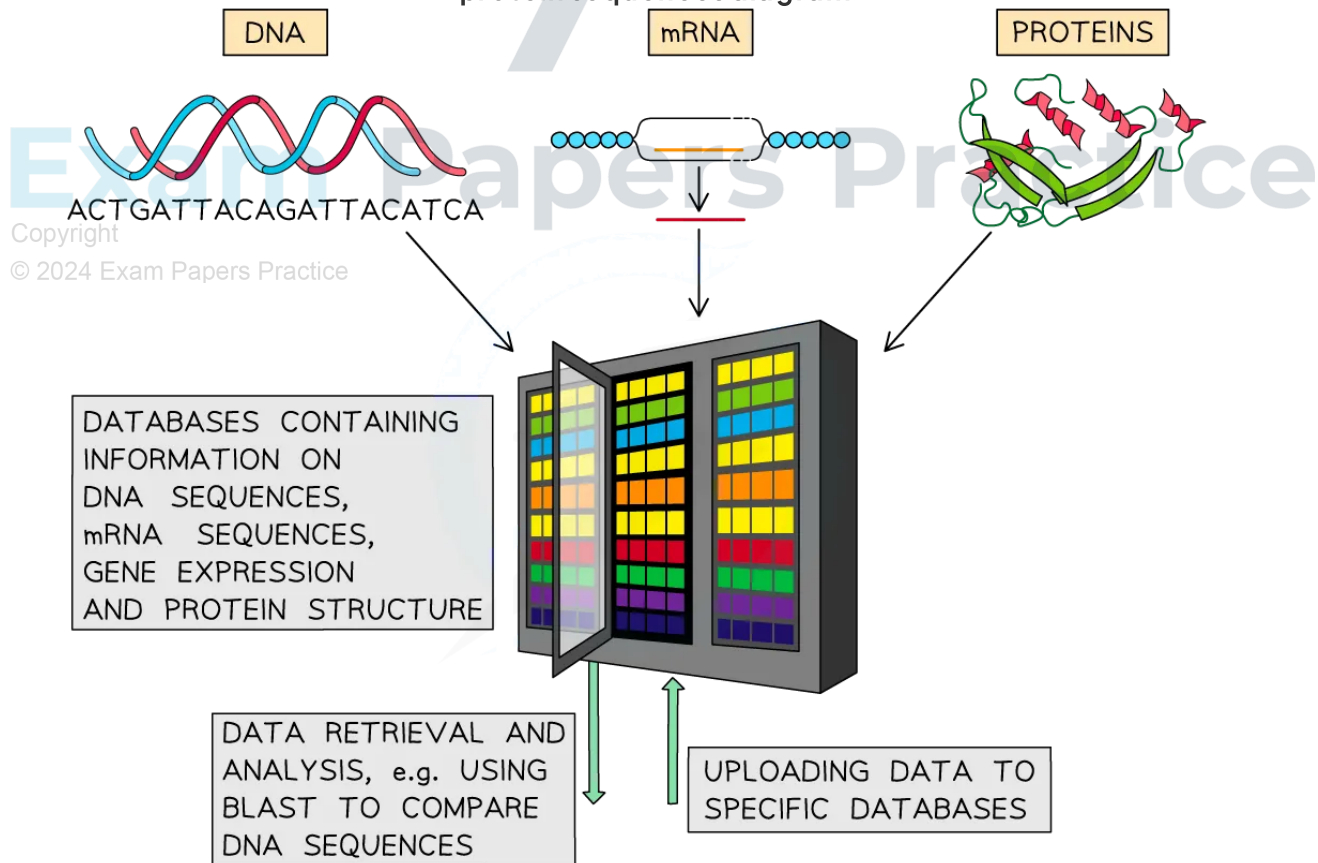 DNA
mRNA
PROTEINS
Exam Papers Practice
ACTGATTACAGATTACATCA
Copyright
© 2024 Exam Papers Practice
DATABASES CONTAINING
INFORMATION ON
DNA SEQUENCES,
mRNA SEQUENCES,
GENE EXPRESSION
AND PROTEIN STRUCTURE
DATA RETRIEVAL AND
ANALYSIS, e.g. USING
BLAST TO COMPARE
DNA SEQUENCES
UPLOADING DATA TO
SPECIFIC DATABASES